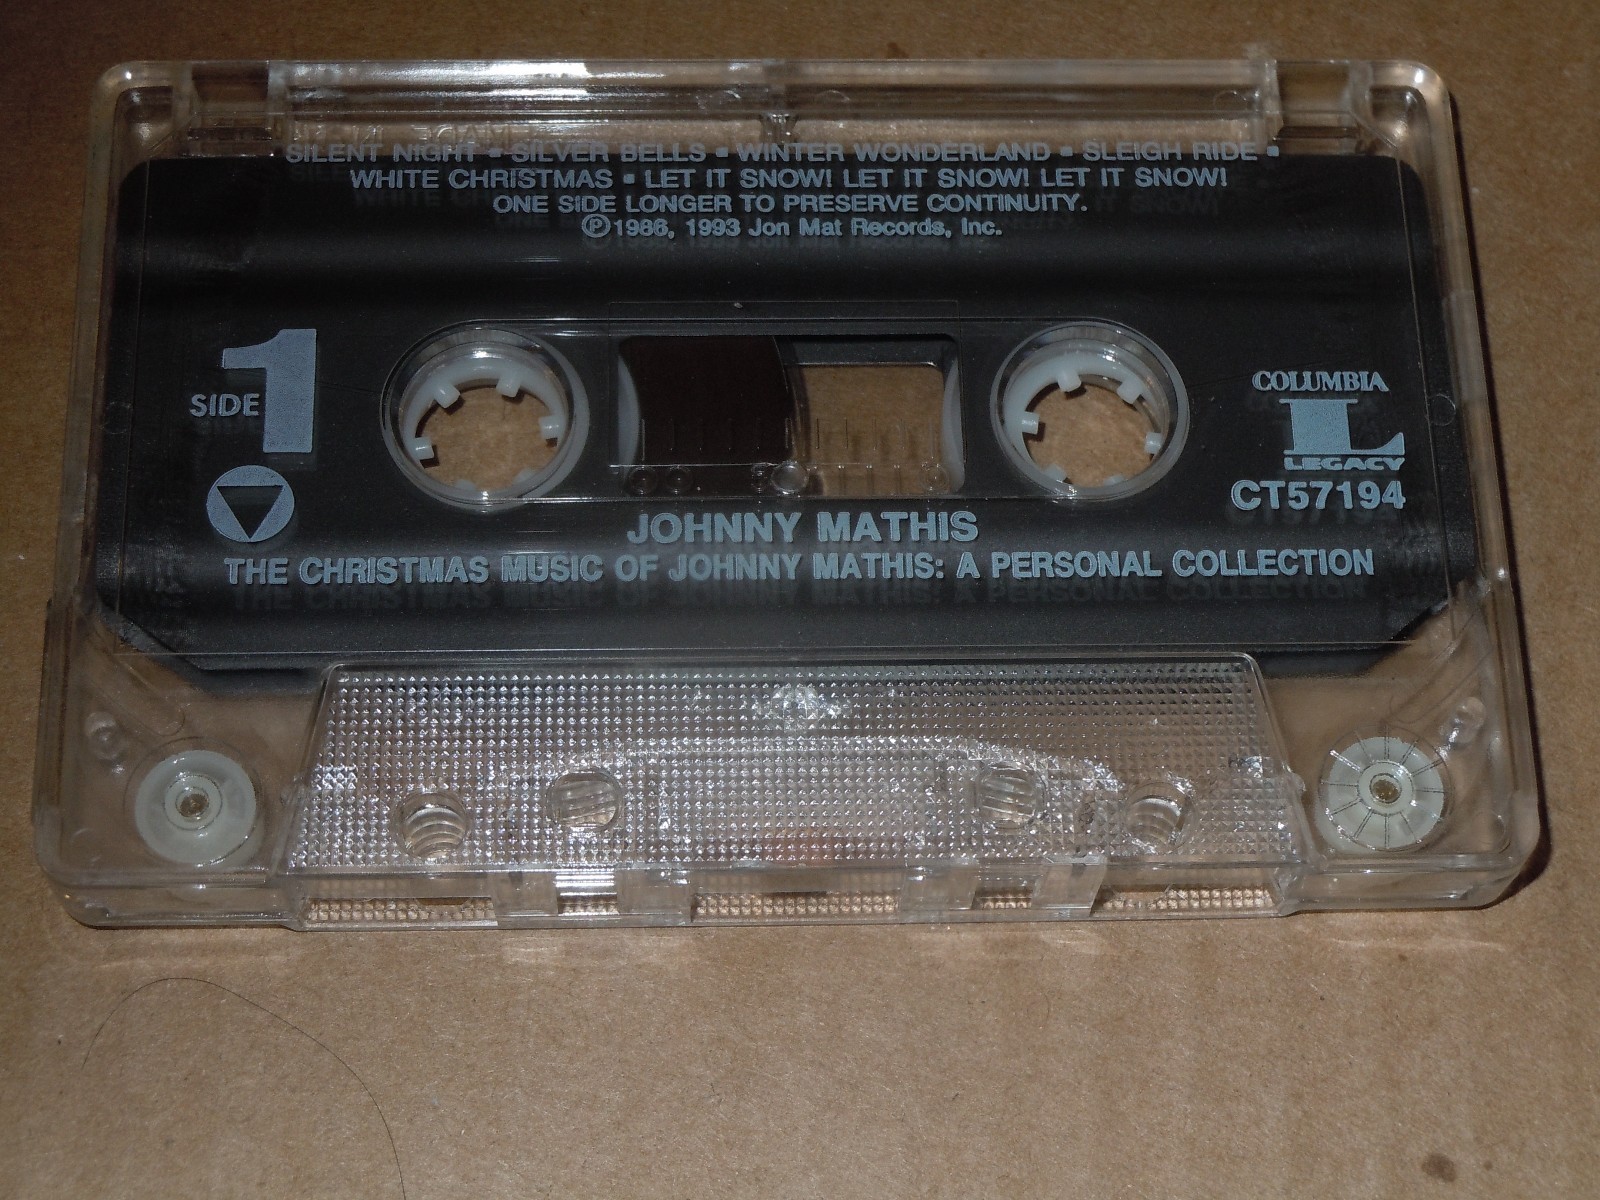 SILENT NIGHT ▪ SILVER BELLS ▪ WINTER WONDERLAND ▪ SLEIGH RIDE ▪
WHITE CHRISTMAS ▪ LET IT SNOW! LET IT SNOW! LET IT SNOW!
ONE SIDE LONGER TO PRESERVE CONTINUITY.
℗1986, 1993 Jon Mat Records, Inc.
SIDE 1
COLUMBIA
L
LEGACY
CT57194
JOHNNY MATHIS
THE CHRISTMAS MUSIC OF JOHNNY MATHIS: A PERSONAL COLLECTION